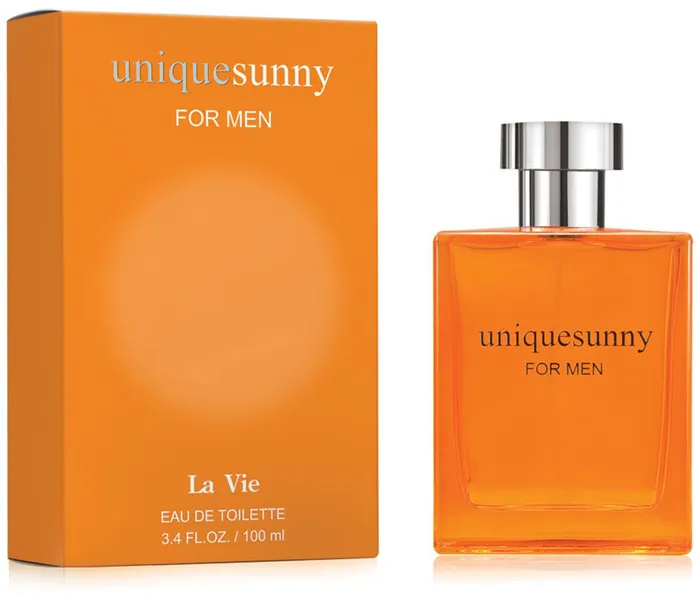 uniquesunny
FOR MEN
La Vie
EAU DE TOILETTE
3.4 FL.OZ. / 100 ml
uniquesunny
FOR MEN